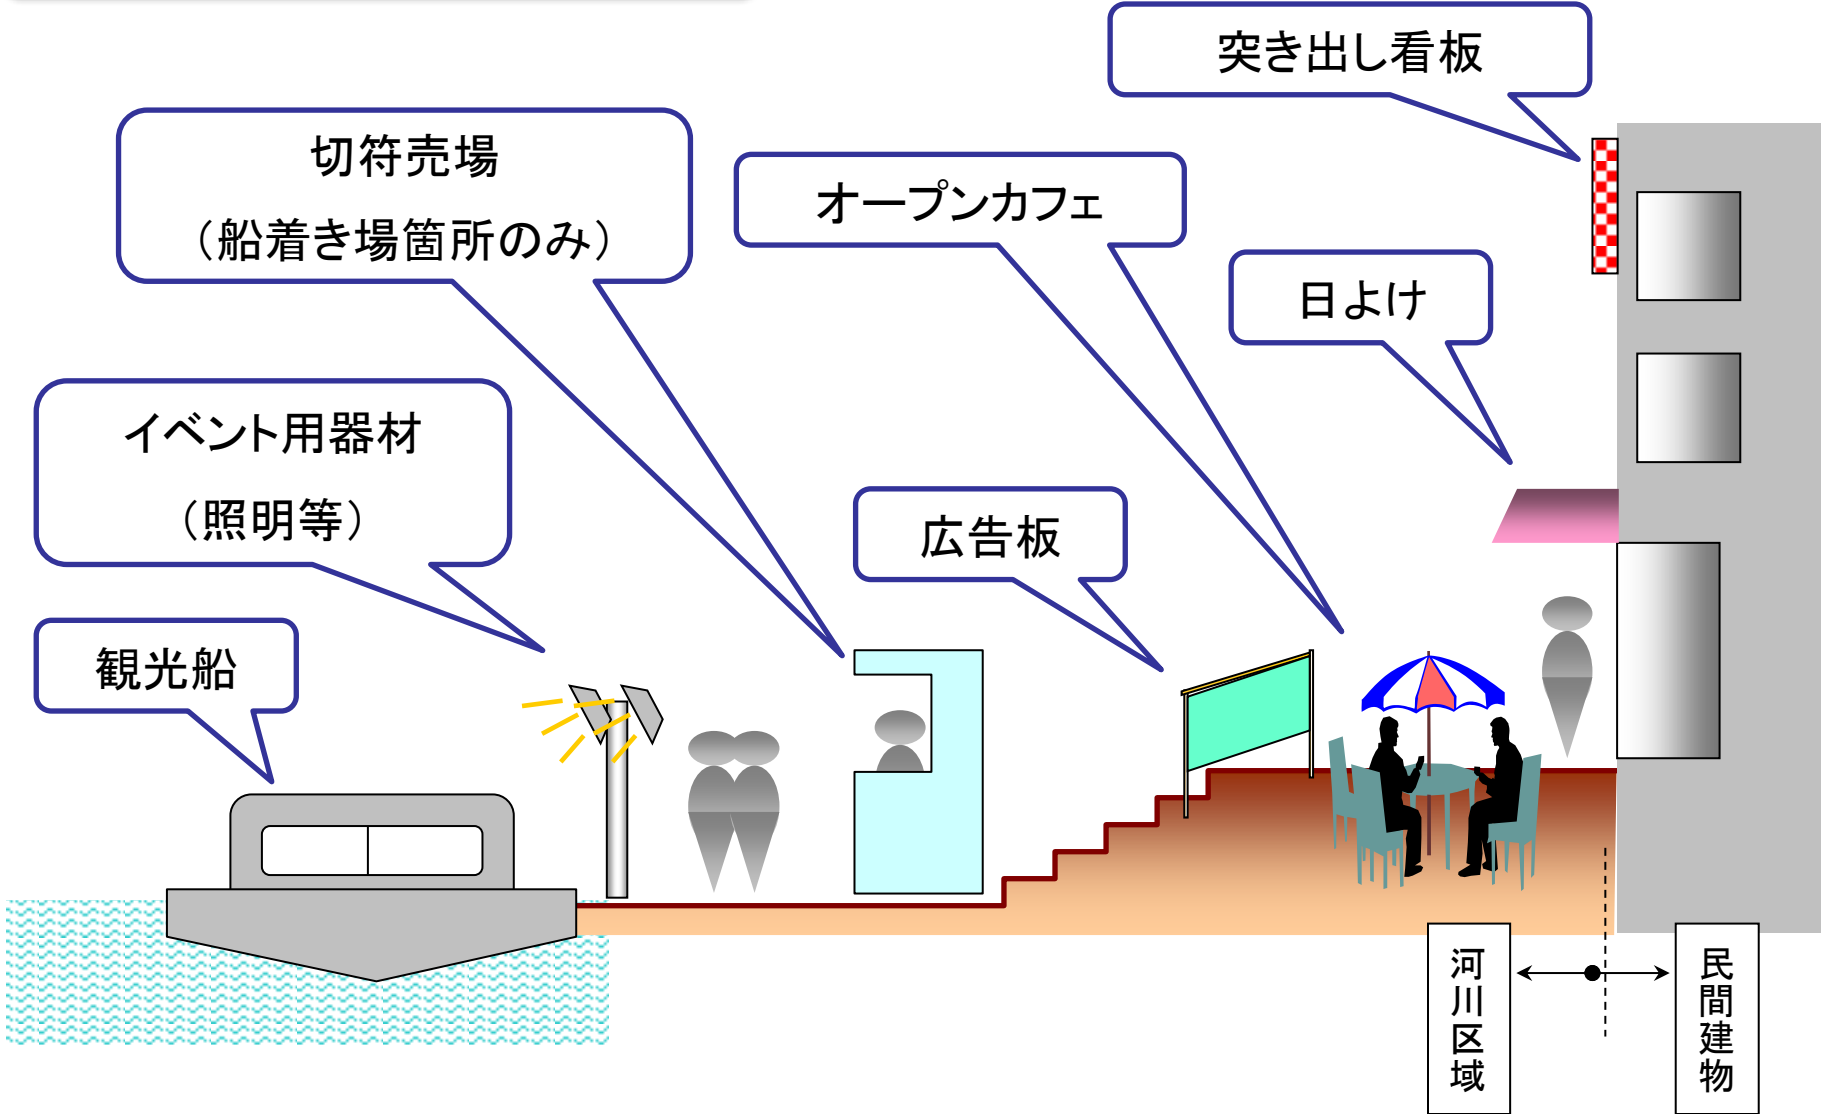 突き出し看板
切符売場
（船着き場箇所のみ）
オープンカフェ
日よけ
イベント用器材
（照明等）
広告板
観光船
河川区域
民間建物